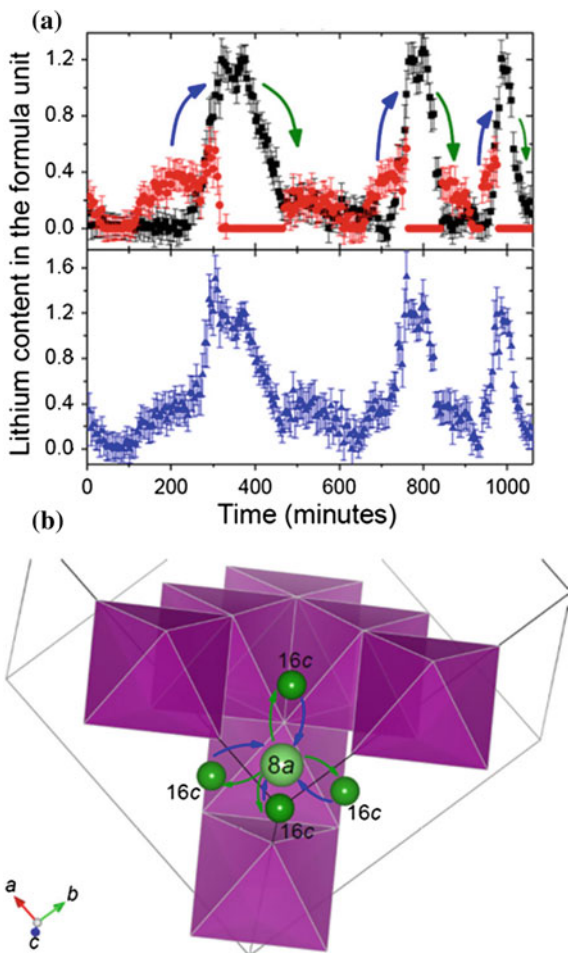 (a)
Lithium content in the formula unit
1.2
0.8
0.4
0.0
1.6
1.2
0.8
0.4
0.0
0 200 400 600 800 1000
Time (minutes)
(b)
16c
8a
16c
16c
16c
a
b
c